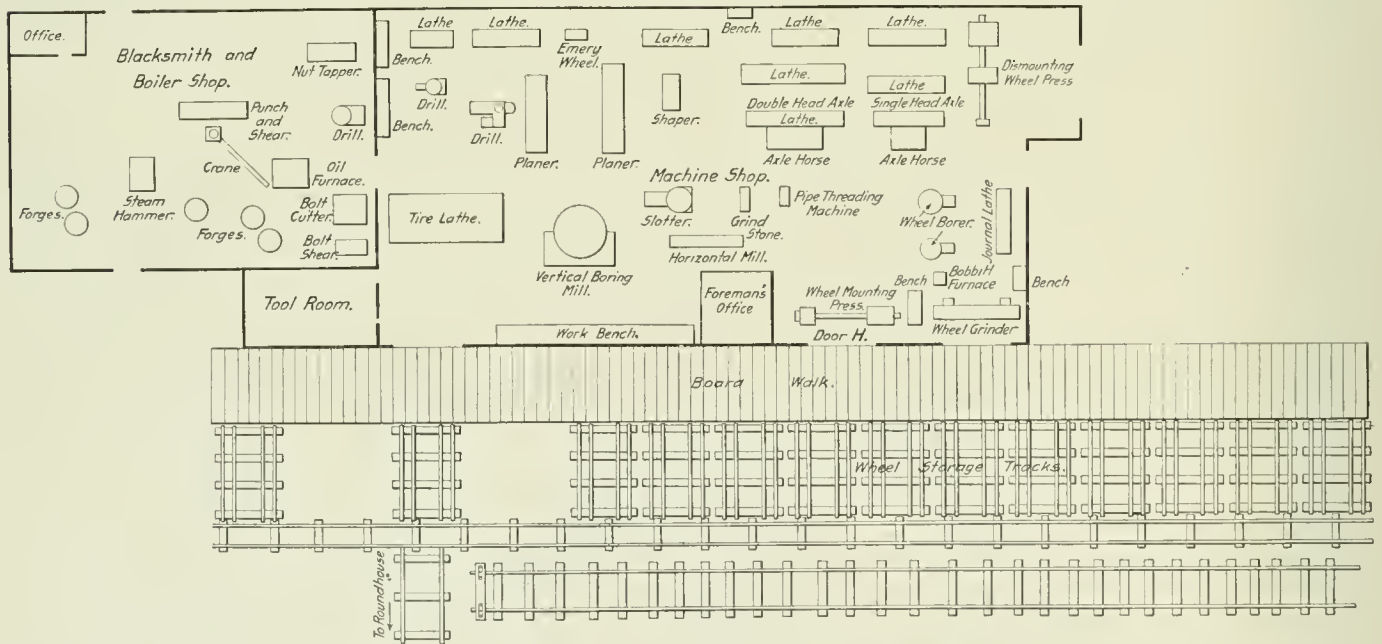 Office.
Blacksmith and
Boiler Shop.
Nut Tapper.
Punch
and
Shear.
Drill.
Crane
Oil
Furnace.
Steam
Hammer.
Forges.
Forges.
Bolt
Cutter.
Bolt
Shear.
Tool Room.
Bench.
Bench.
Lathe
Lathe.
Emery
Wheel.
Lathe
Bench.
Lathe.
Lathe.
Dismounting
Wheel Press
Drill.
Drill.
Planer.
Planer.
Shaper.
Lathe.
Double Head Axle
Lathe.
Axle Horse
Lathe
Single Head Axle
Lathe.
Axle Horse
Machine Shop.
Tire Lathe.
Vertical Boring
Mill.
Slotter.
Grind
Stone.
Pipe Threading
Machine
Horizontal Mill.
Wheel Borer.
Journal Lathe
Foreman's
Office
Wheel Mounting
Press.
Bench
Bobbitt
Furnace
Bench
Wheel Grinder
Work Bench.
Door H.
Board Walk.
Wheel Storage Tracks.
To Roundhouse